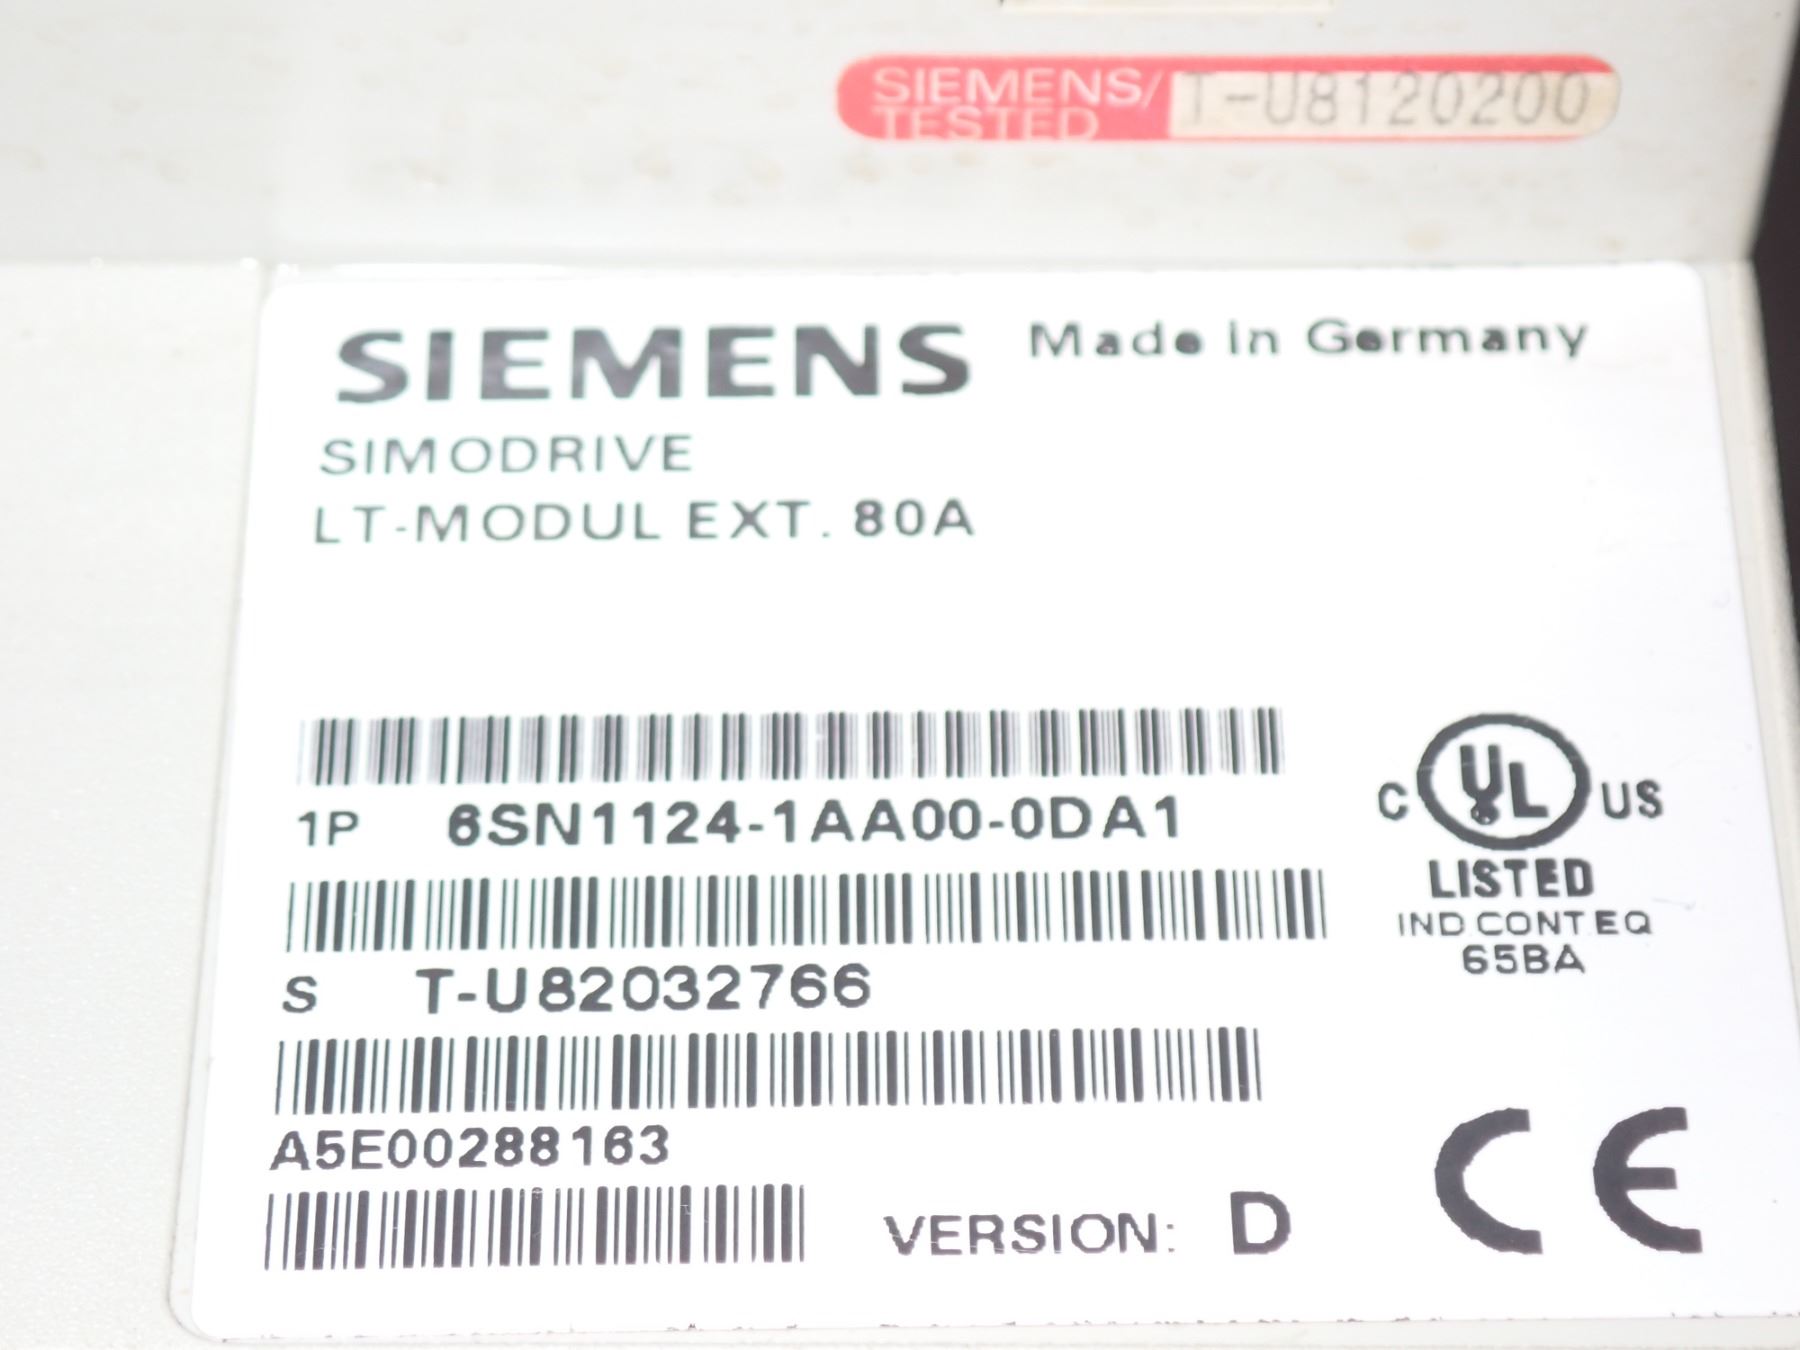 SIEMENS/ T-U8120200
TESTED
SIEMENS Made in Germany
SIMODRIVE
LT-MODUL EXT. 80A
1P 6SN1124-1AA00-0DA1
C UL US
LISTED
IND.CONT.EQ
65BA
S T-U82032766
A5E00288163
VERSION: D
CE